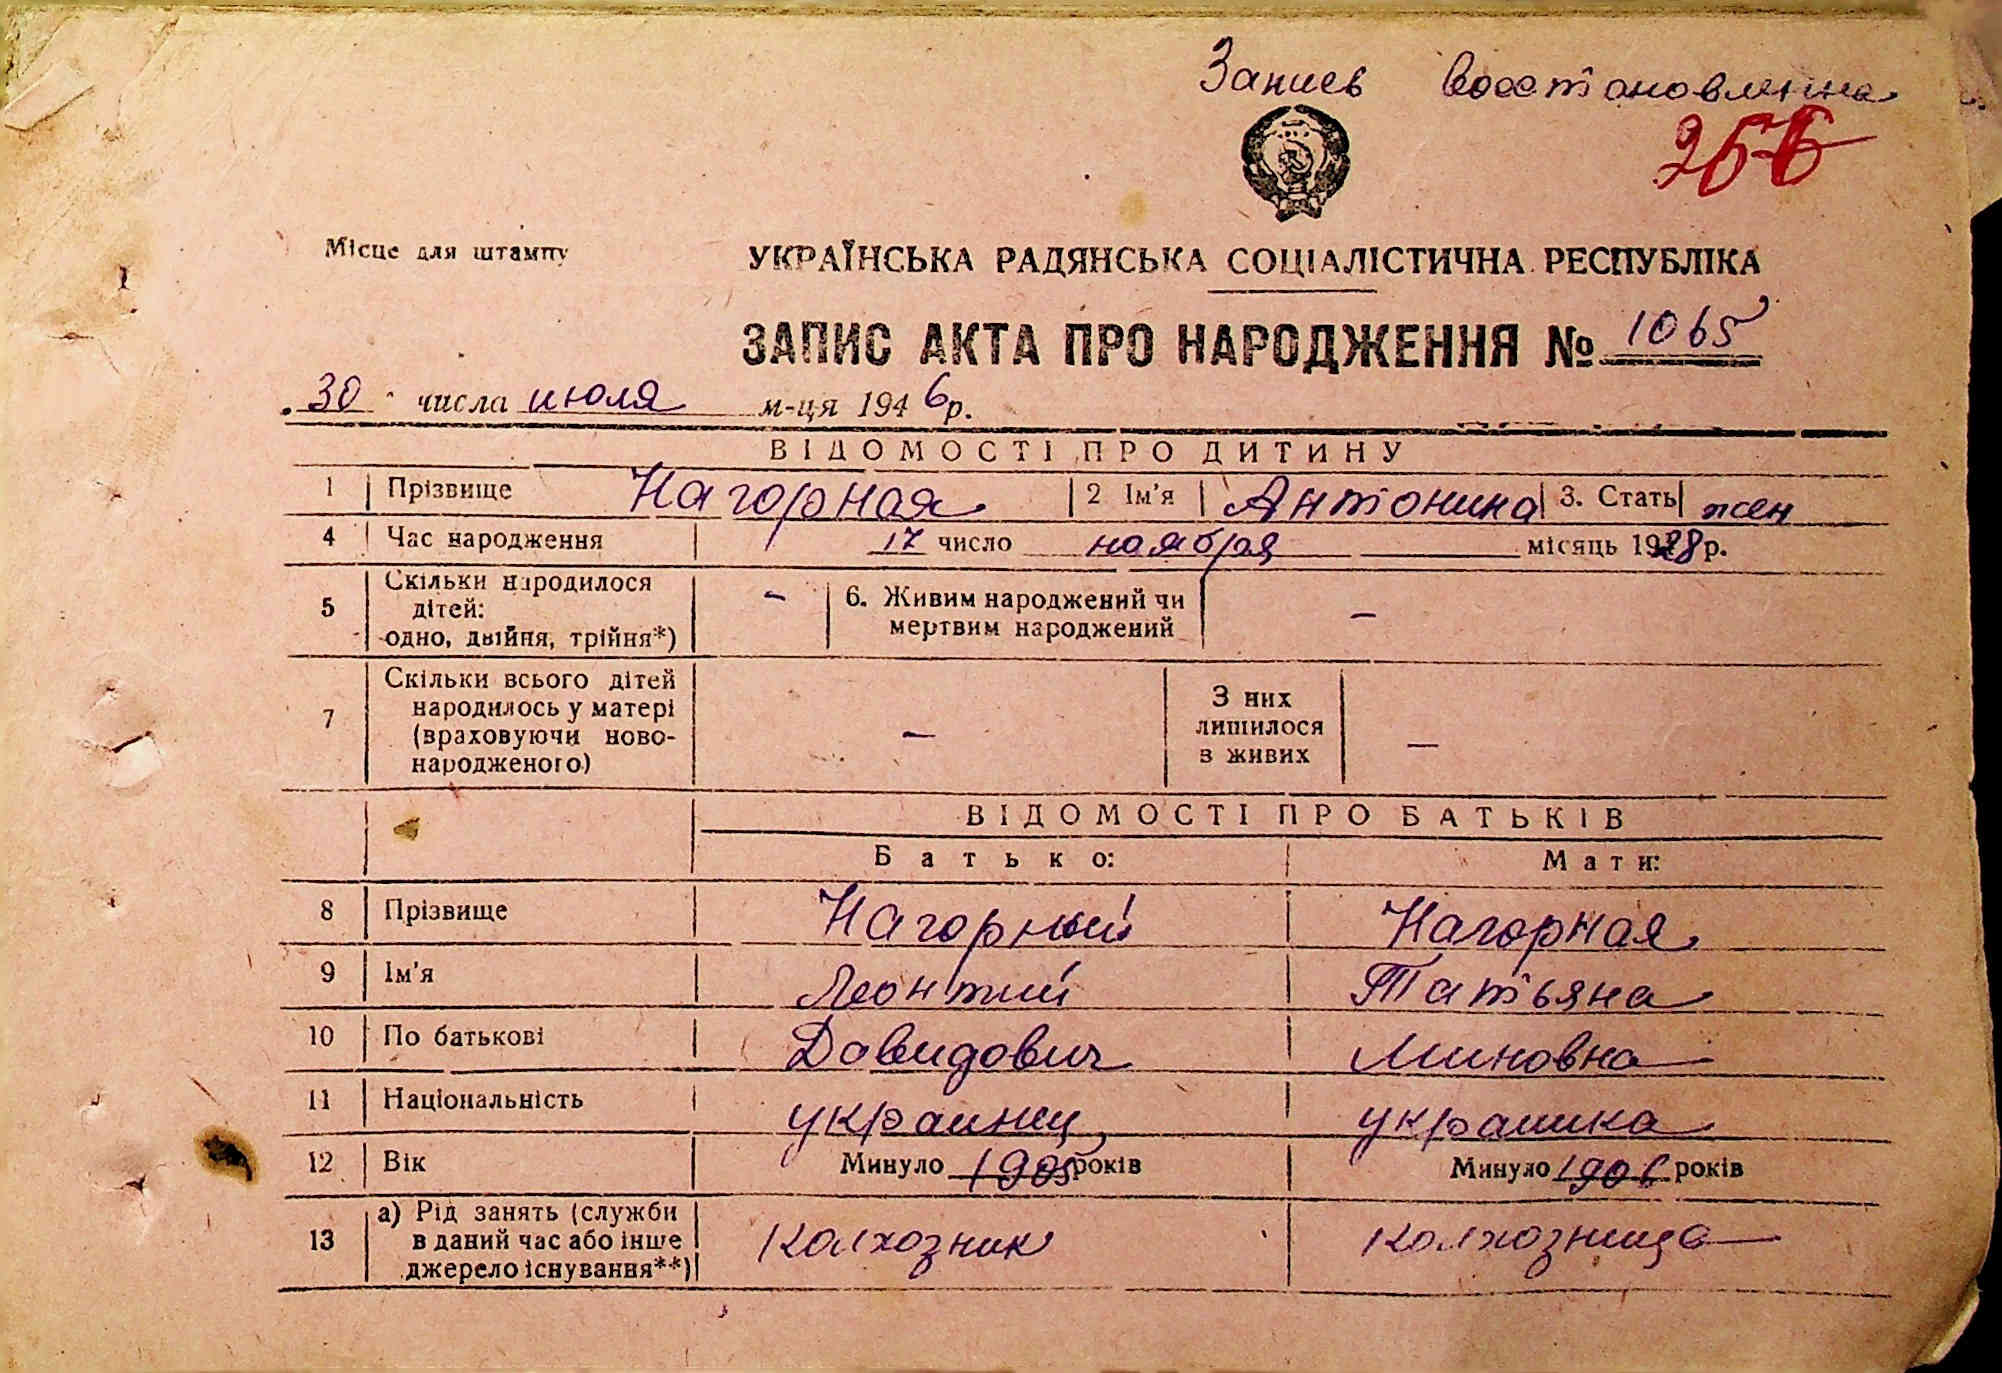 Запись восстановленна
256
Місце для штампу
УКРАЇНСЬКА РАДЯНСЬКА СОЦІАЛІСТИЧНА РЕСПУБЛІКА
ЗАПИС АКТА ПРО НАРОДЖЕННЯ № 1065
30 числа июля м-ця 1946 р.
ВІДОМОСТІ ПРО ДИТИНУ
1 Прізвище Нагорная 2 Ім'я Антонина 3. Стать жен
4 Час народження 17 число ноября місяць 1928 р.
5 Скільки народилося дітей: одно, двійня, трійня*) – 6. Живим народжений чи мертвим народжений –
7 Скільки всього дітей народилось у матері (враховуючи ново-народженого) – З них лишилося в живих –
ВІДОМОСТІ ПРО БАТЬКІВ
Батько: Мати:
8 Прізвище Нагорный Нагорная
9 Ім'я Леонтий Татьяна
10 По батькові Давидович Миновна
11 Національність украинец украинка
12 Вік Минуло 1905 років Минуло 1906 років
13 а) Рід занять (служби в даний час або інше джерело існування**) Колхозник Колхозница